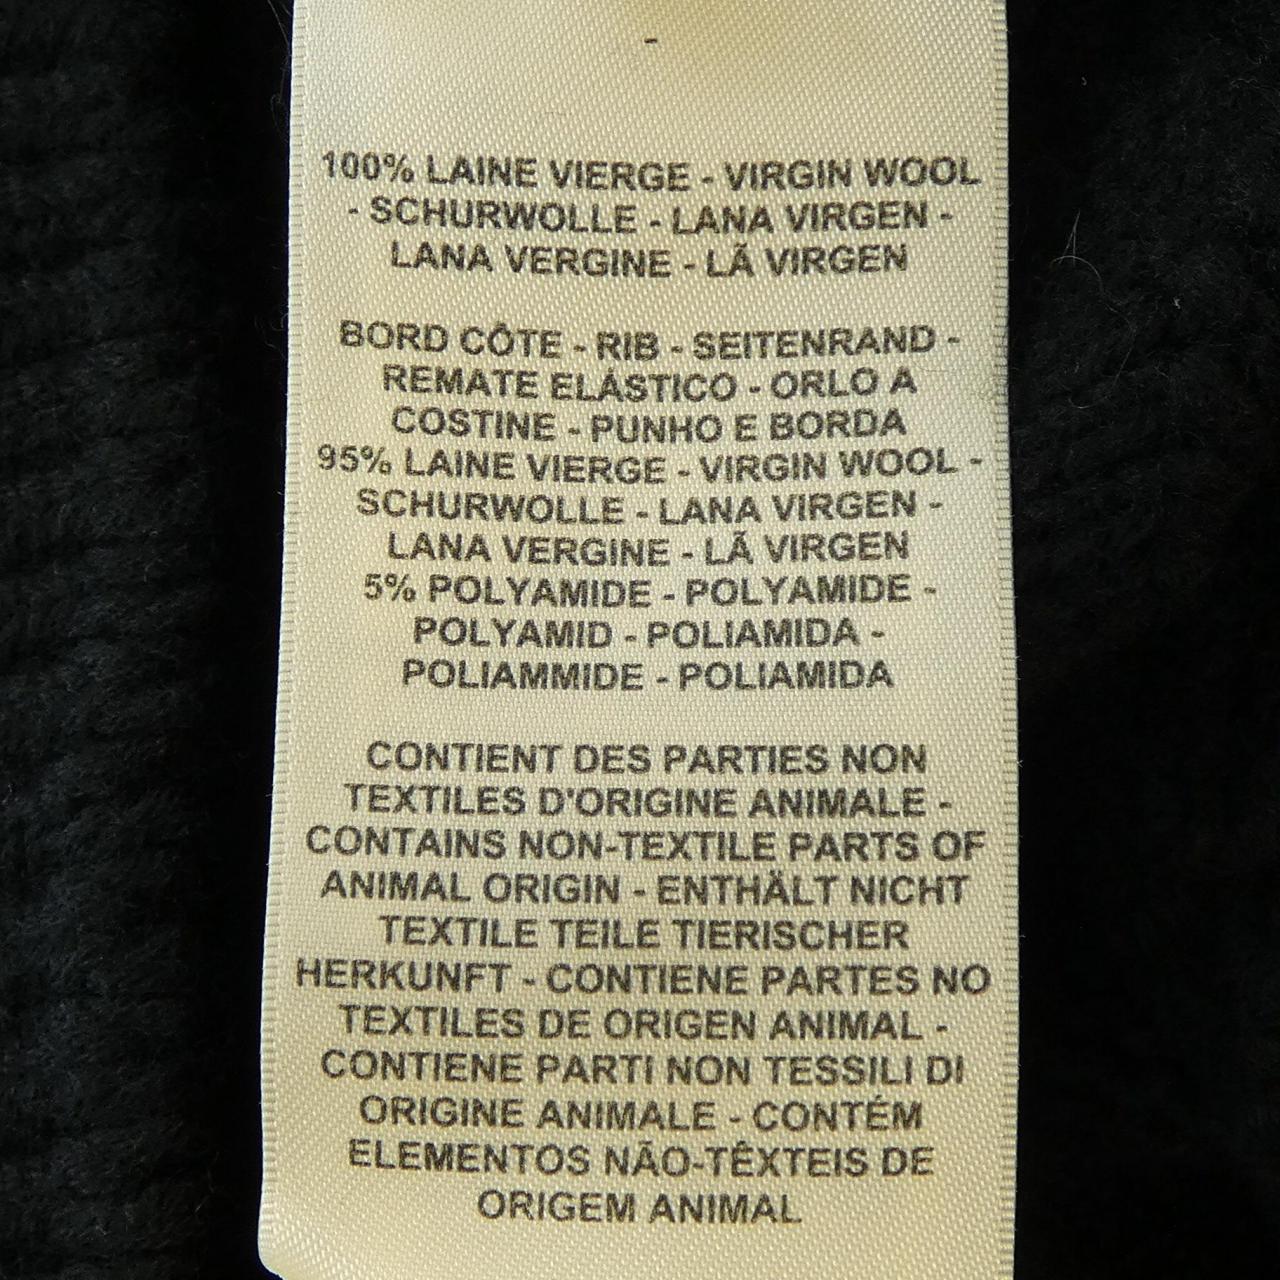 -
100% LAINE VIERGE - VIRGIN WOOL
- SCHURWOLLE - LANA VIRGEN -
LANA VERGINE - LÃ VIRGEN
BORD CÔTE - RIB - SEITENRAND -
REMATE ELÁSTICO - ORLO A
COSTINE - PUNHO E BORDA
95% LAINE VIERGE - VIRGIN WOOL -
SCHURWOLLE - LANA VIRGEN -
LANA VERGINE - LÃ VIRGEN
5% POLYAMIDE - POLYAMIDE -
POLYAMID - POLIAMIDA -
POLIAMMIDE - POLIAMIDA
CONTIENT DES PARTIES NON
TEXTILES D'ORIGINE ANIMALE -
CONTAINS NON-TEXTILE PARTS OF
ANIMAL ORIGIN - ENTHÄLT NICHT
TEXTILE TEILE TIERISCHER
HERKUNFT - CONTIENE PARTES NO
TEXTILES DE ORIGEN ANIMAL -
CONTIENE PARTI NON TESSILI DI
ORIGINE ANIMALE - CONTÉM
ELEMENTOS NÃO-TÊXTEIS DE
ORIGEM ANIMAL